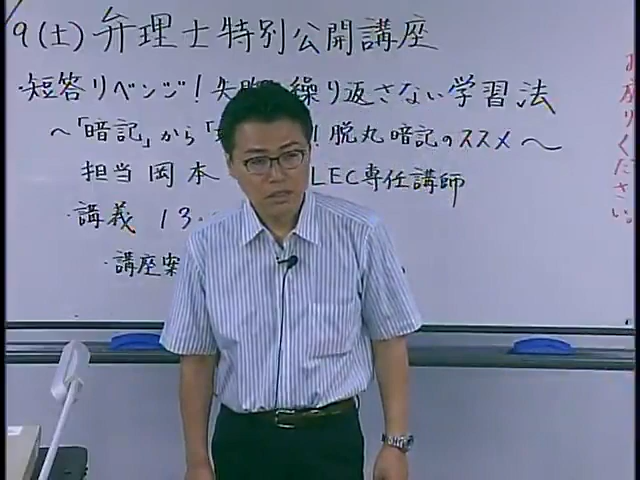 9(土)弁理士特別公開講座
・短答リベンジ!失 繰り返さない学習法
～「暗記」から「 !脱丸暗記のススメ～
担当 岡本 LEC専任講師
・講義 13
・講座案
お取りください。